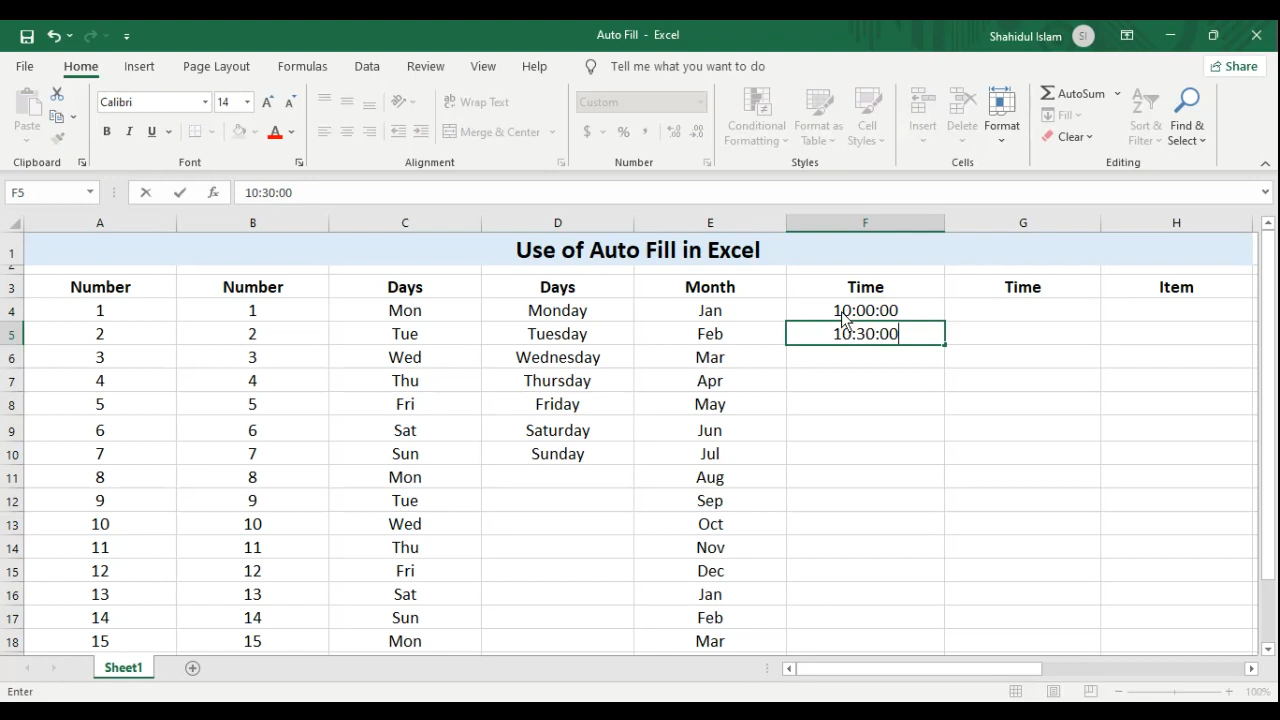 Auto Fill - Excel
Shahidul Islam SI
File Home Insert Page Layout Formulas Data Review View Help Tell me what you want to do Share
Calibri 14 Wrap Text Custom AutoSum
Paste Fill
B I U Merge & Center $ % Conditional Formatting Format as Table Cell Styles Insert Delete Format Clear Sort & Filter Find & Select
Clipboard Font Alignment Number Styles Cells Editing
F5 fx 10:30:00
A B C D E F G H
1 Use of Auto Fill in Excel
2
3 Number Number Days Days Month Time Time Item
4 1 1 Mon Monday Jan 10:00:00
5 2 2 Tue Tuesday Feb 10:30:00
6 3 3 Wed Wednesday Mar
7 4 4 Thu Thursday Apr
8 5 5 Fri Friday May
9 6 6 Sat Saturday Jun
10 7 7 Sun Sunday Jul
11 8 8 Mon Aug
12 9 9 Tue Sep
13 10 10 Wed Oct
14 11 11 Thu Nov
15 12 12 Fri Dec
16 13 13 Sat Jan
17 14 14 Sun Feb
18 15 15 Mon Mar
Sheet1
Enter 100%